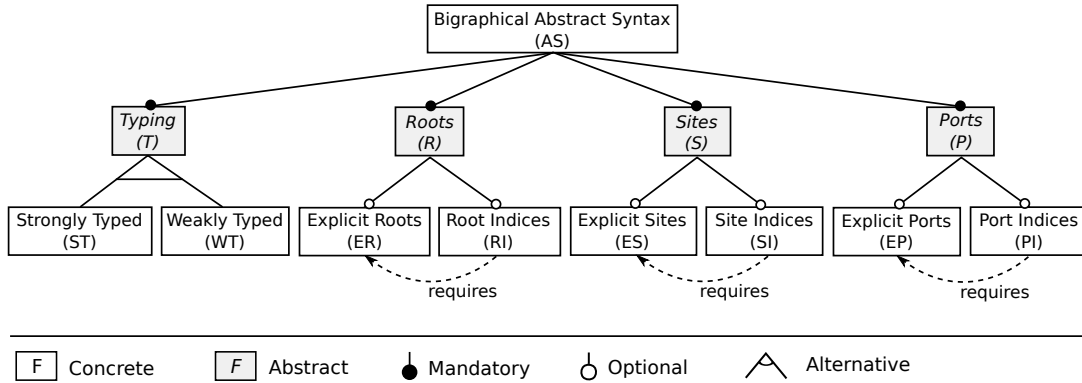 Bigraphical Abstract Syntax
(AS)
Typing
(T)
Roots
(R)
Sites
(S)
Ports
(P)
Strongly Typed
(ST)
Weakly Typed
(WT)
Explicit Roots
(ER)
Root Indices
(RI)
Explicit Sites
(ES)
Site Indices
(SI)
Explicit Ports
(EP)
Port Indices
(PI)
requires
requires
requires
F Concrete
F Abstract
Mandatory
Optional
Alternative